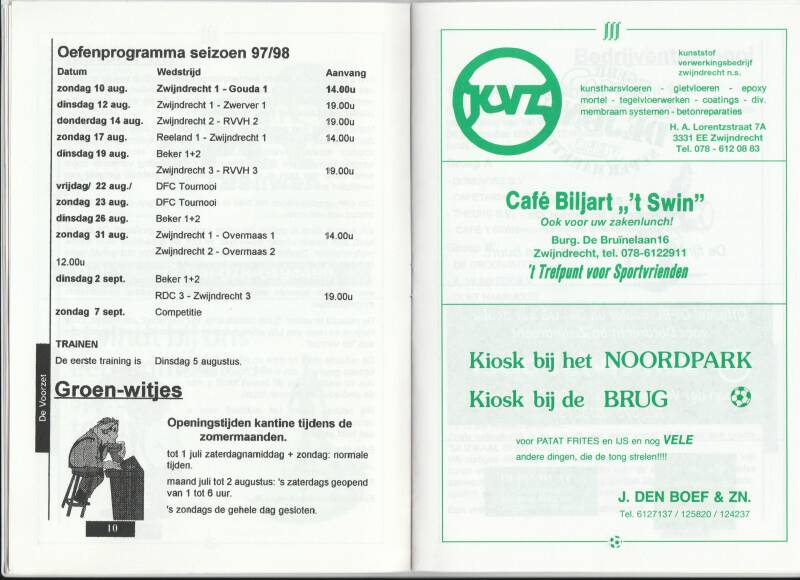 Oefenprogramma seizoen 97/98
Datum Wedstrijd Aanvang
zondag 10 aug. Zwijndrecht 1 - Gouda 1 14.00u
dinsdag 12 aug. Zwijndrecht 1 - Zwerver 1 19.00u
donderdag 14 aug. Zwijndrecht 2 - RVVH 2 19.00u
zondag 17 aug. Reeland 1 - Zwijndrecht 1 14.00u
dinsdag 19 aug. Beker 1+2
Zwijndrecht 3 - RVVH 3 19.00u
vrijdag/ 22 aug./ DFC Tournooi
zondag 23 aug. DFC Tournooi
dinsdag 26 aug. Beker 1+2
zondag 31 aug. Zwijndrecht 1 - Overmaas 1 14.00u
Zwijndrecht 2 - Overmaas 2
12.00u
dinsdag 2 sept. Beker 1+2
RDC 3 - Zwijndrecht 3 19.00u
zondag 7 sept. Competitie
TRAINEN
De eerste training is Dinsdag 5 augustus.
De Voorzet
Groen-witjes
Openingstijden kantine tijdens de
zomermaanden.
tot 1 juli zaterdagnamiddag + zondag: normale
tijden.
maand juli tot 2 augustus: 's zaterdags geopend
van 1 tot 6 uur.
's zondags de gehele dag gesloten.
10
KVZ
kunststof
verwerkingsbedrijf
zwijndrecht n.s.
kunstharsvloeren - gietvloeren - epoxy
mortel - tegelvloerwerken - coatings - div.
membraam systemen - betonreparaties
H. A. Lorentzstraat 7A
3331 EE Zwijndrecht
Tel. 078 - 612 08 83
Café Biljart „'t Swin”
Ook voor uw zakenlunch!
Burg. De Bruïnelaan16
Zwijndrecht, tel. 078-6122911
't Trefpunt voor Sportvrienden
Kiosk bij het NOORDPARK
Kiosk bij de BRUG
voor PATAT FRITES en IJS en nog VELE
andere dingen, die de tong strelen!!!!
J. DEN BOEF & ZN.
Tel. 6127137 / 125820 / 124237